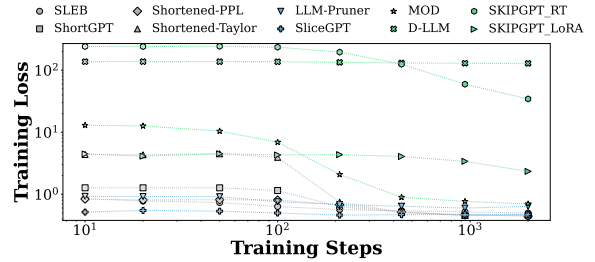 SLEB Shortened-PPL LLM-Pruner MOD SKIPGPT_RT
ShortGPT Shortened-Taylor SliceGPT D-LLM SKIPGPT_LoRA
Training Loss
10²
10¹
10⁰
10¹ 10² 10³
Training Steps